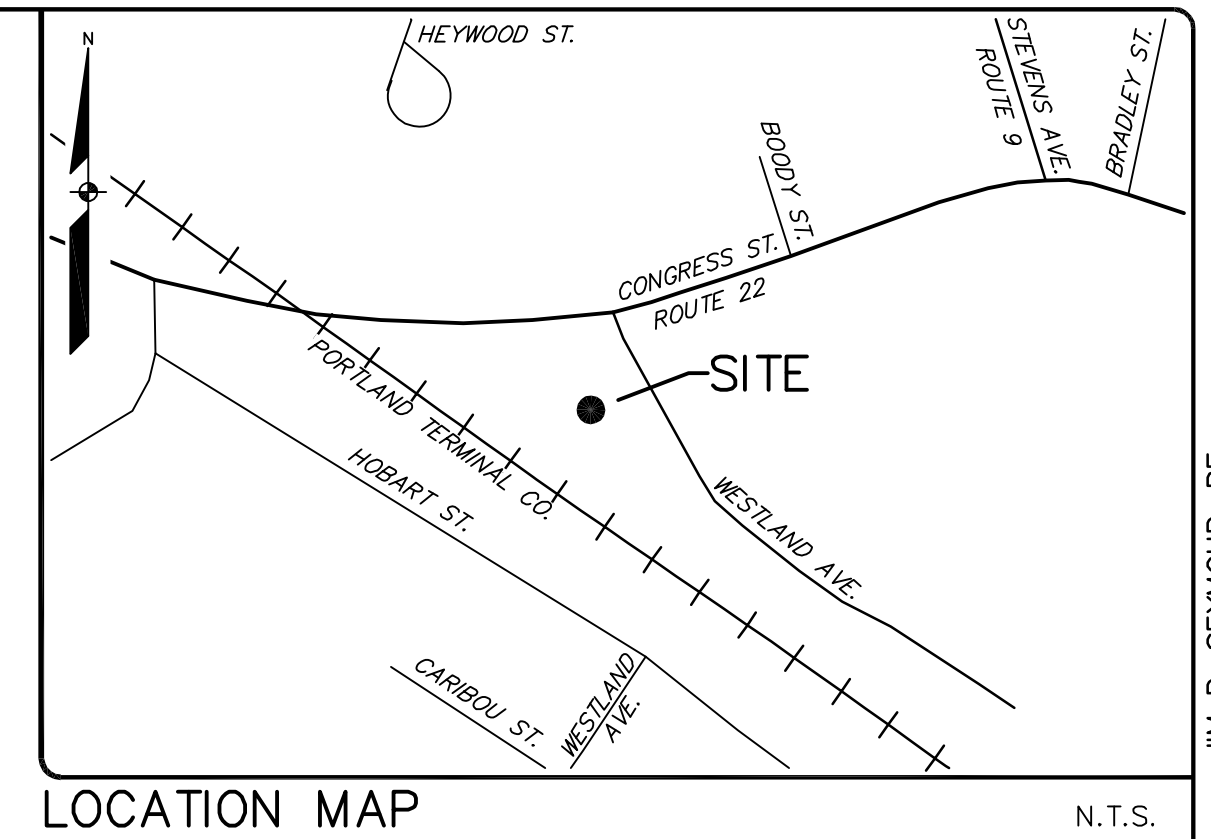 N
HEYWOOD ST.
STEVENS AVE.
ROUTE 9
BRADLEY ST.
BOODY ST.
CONGRESS ST.
ROUTE 22
SITE
PORTLAND TERMINAL CO.
HOBART ST.
WESTLAND AVE.
CARIBOU ST.
WESTLAND
AVE.
LOCATION MAP
N.T.S.